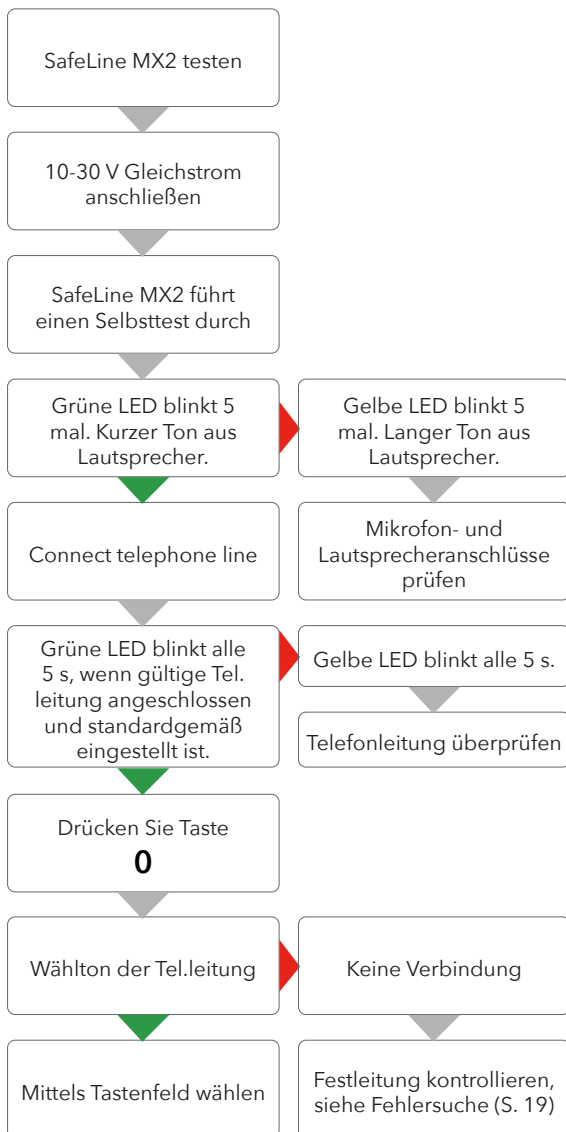 SafeLine MX2 testen
10-30 V Gleichstrom
anschließen
SafeLine MX2 führt
einen Selbsttest durch
Grüne LED blinkt 5
mal. Kurzer Ton aus
Lautsprecher.
Gelbe LED blinkt 5
mal. Langer Ton aus
Lautsprecher.
Connect telephone line
Mikrofon- und
Lautsprecheranschlüsse
prüfen
Grüne LED blinkt alle
5 s, wenn gültige Tel.
leitung angeschlossen
und standardgemäß
eingestellt ist.
Gelbe LED blinkt alle 5 s.
Telefonleitung überprüfen
Drücken Sie Taste
0
Wählton der Tel.leitung
Keine Verbindung
Mittels Tastenfeld wählen
Festleitung kontrollieren,
siehe Fehlersuche (S. 19)